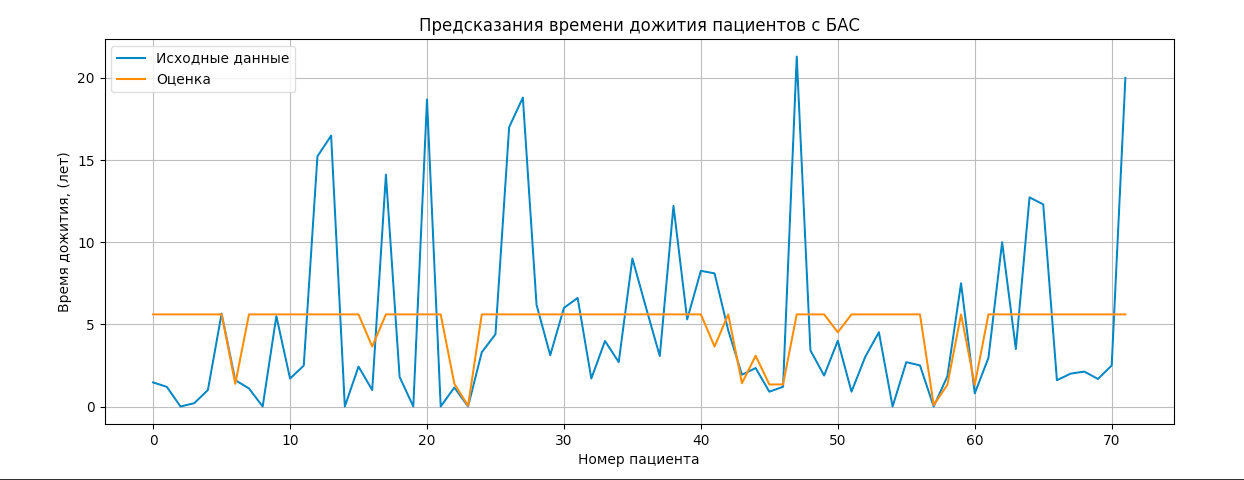 Предсказания времени дожития пациентов с БАС
Исходные данные
Оценка
Время дожития, (лет)
20
15
10
5
0
0 10 20 30 40 50 60 70
Номер пациента